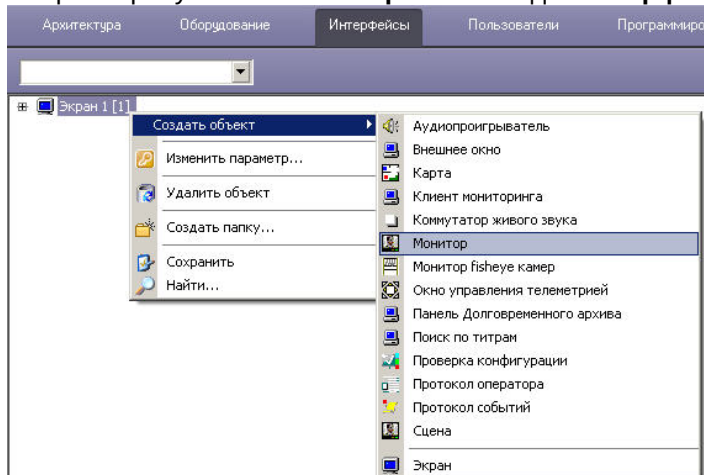 Архитектура Оборудование Интерфейсы Пользователи Программиро
Экран 1 [1]
Создать объект
Изменить параметр...
Удалить объект
Создать папку...
Сохранить
Найти...
Аудиопроигрыватель
Внешнее окно
Карта
Клиент мониторинга
Коммутатор живого звука
Монитор
Монитор fisheye камер
Окно управления телеметрией
Панель Долговременного архива
Поиск по титрам
Проверка конфигурации
Протокол оператора
Протокол событий
Сцена
Экран